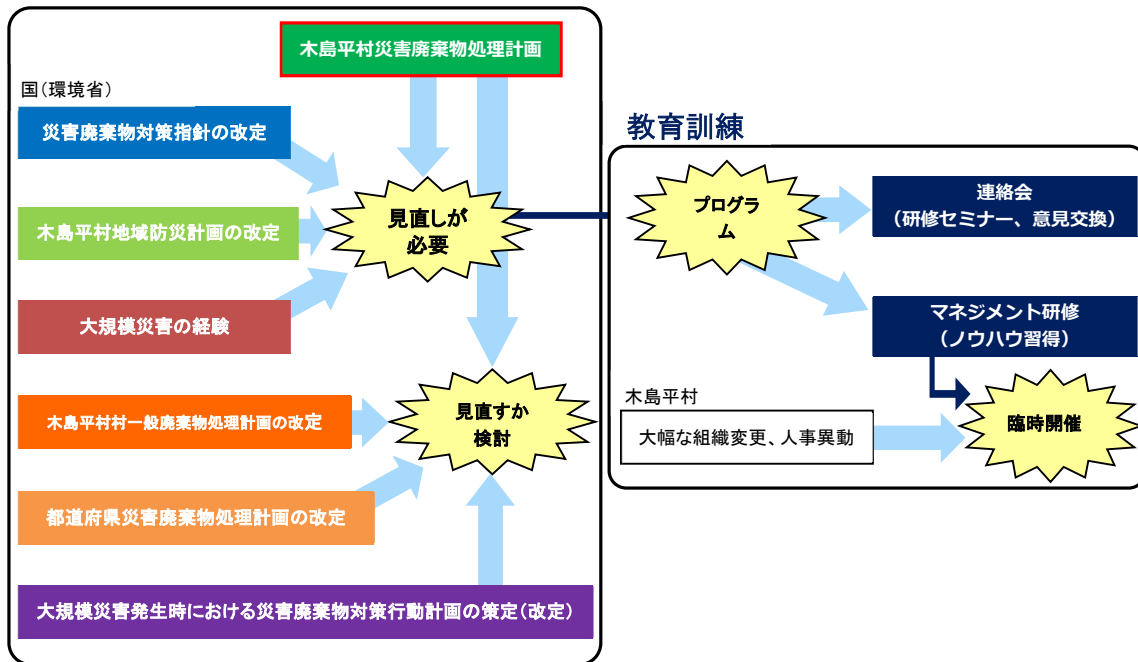 木島平村災害廃棄物処理計画
国(環境省)
災害廃棄物対策指針の改定
木島平村地域防災計画の改定
大規模災害の経験
見直しが
必要
木島平村村一般廃棄物処理計画の改定
見直すか
検討
都道府県災害廃棄物処理計画の改定
大規模災害発生時における災害廃棄物対策行動計画の策定(改定)
教育訓練
プログラ
ム
連絡会
(研修セミナー、意見交換)
マネジメント研修
(ノウハウ習得)
木島平村
大幅な組織変更、人事異動
臨時開催